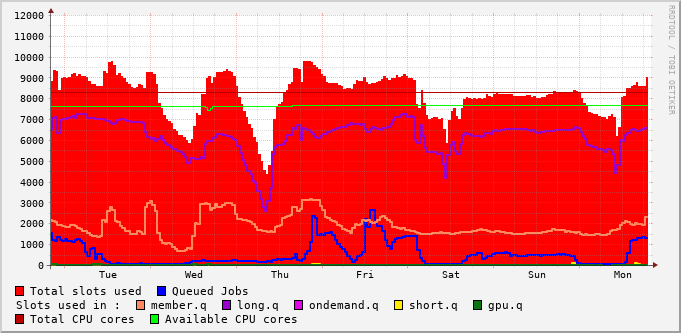 RRDTOOL / TOBI OETIKER
12000
11000
10000
9000
8000
7000
6000
5000
4000
3000
2000
1000
0
Tue Wed Thu Fri Sat Sun Mon
Total slots used Queued Jobs
Slots used in : member.q long.q ondemand.q short.q gpu.q
Total CPU cores Available CPU cores